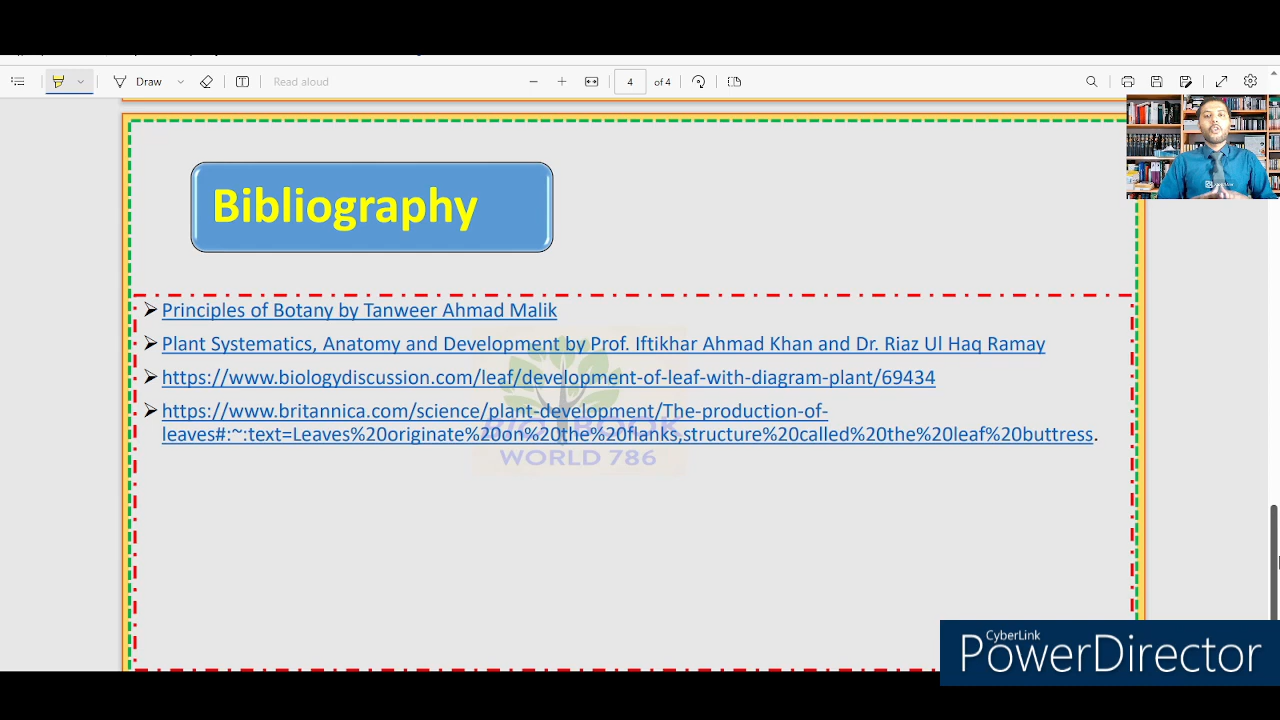 Draw
Read aloud
4 of 4
Bibliography
➢ Principles of Botany by Tanweer Ahmad Malik
➢ Plant Systematics, Anatomy and Development by Prof. Iftikhar Ahmad Khan and Dr. Riaz Ul Haq Ramay
➢ https://www.biologydiscussion.com/leaf/development-of-leaf-with-diagram-plant/69434
➢ https://www.britannica.com/science/plant-development/The-production-of-
leaves#:~:text=Leaves%20originate%20on%20the%20flanks,structure%20called%20the%20leaf%20buttress.
BIO BOOK
WORLD 786
CyberLink
PowerDirector